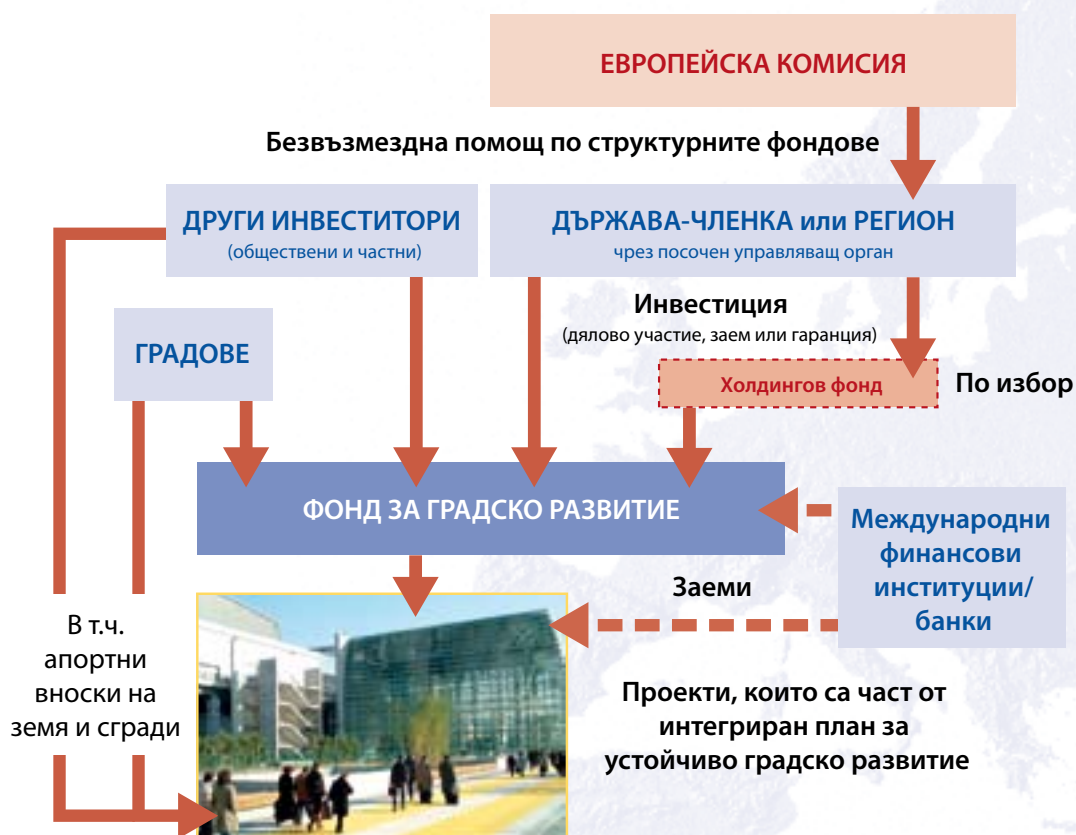 ЕВРОПЕЙСКА КОМИСИЯ
Безвъзмездна помощ по структурните фондове
ДРУГИ ИНВЕСТИТОРИ
(обществени и частни)
ДЪРЖАВА-ЧЛЕНКА или РЕГИОН
чрез посочен управляващ орган
Инвестиция
(дялово участие, заем или гаранция)
ГРАДОВЕ
Холдингов фонд
По избор
ФОНД ЗА ГРАДСКО РАЗВИТИЕ
Международни
финансови
институции/
банки
Заеми
В т.ч.
апортни
вноски на
земя и сгради
Проекти, които са част от
интегриран план за
устойчиво градско развитие